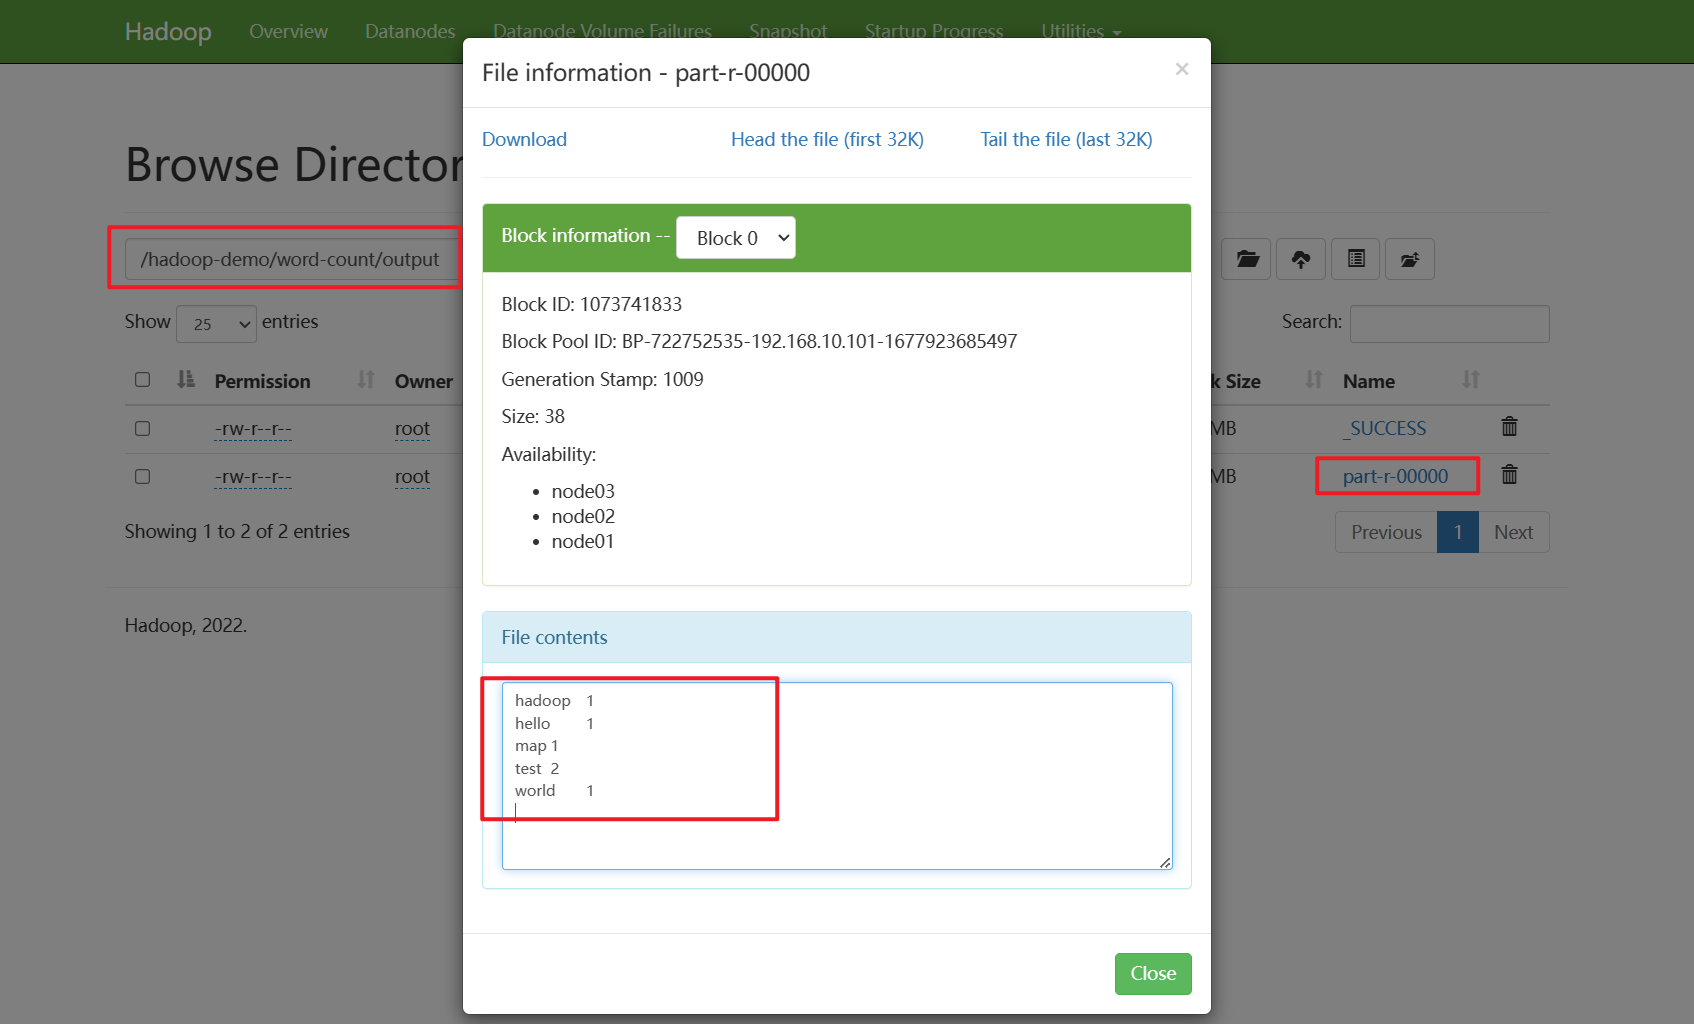 Hadoop Overview Datanodes Datanode Volume Failures Snapshot Startup Progress Utilities
File information - part-r-00000 ×
Download Head the file (first 32K) Tail the file (last 32K)
Browse Director
Block information -- Block 0
/hadoop-demo/word-count/output
Block ID: 1073741833
Show 25 entries
Search:
Block Pool ID: BP-722752535-192.168.10.101-1677923685497
Permission Owner k Size Name
Generation Stamp: 1009
Size: 38
-rw-r--r-- root MB _SUCCESS
Availability:
-rw-r--r-- root MB part-r-00000
node03
node02
node01
Showing 1 to 2 of 2 entries
Previous 1 Next
Hadoop, 2022.
File contents
hadoop 1
hello 1
map 1
test 2
world 1
Close